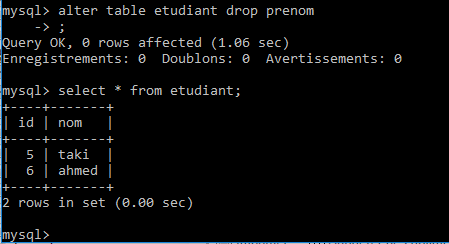 mysql> alter table etudiant drop prenom
    -> ;
Query OK, 0 rows affected (1.06 sec)
Enregistrements: 0  Doublons: 0  Avertissements: 0
mysql> select * from etudiant;
+----+-------+
| id | nom   |
+----+-------+
|  5 | taki  |
|  6 | ahmed |
+----+-------+
2 rows in set (0.00 sec)
mysql>